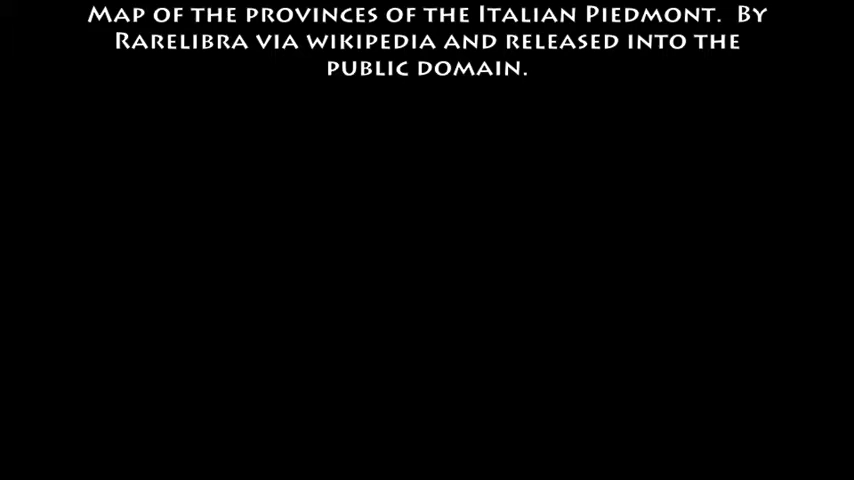 Map of the provinces of the Italian Piedmont. By
Rarelibra via wikipedia and released into the
public domain.